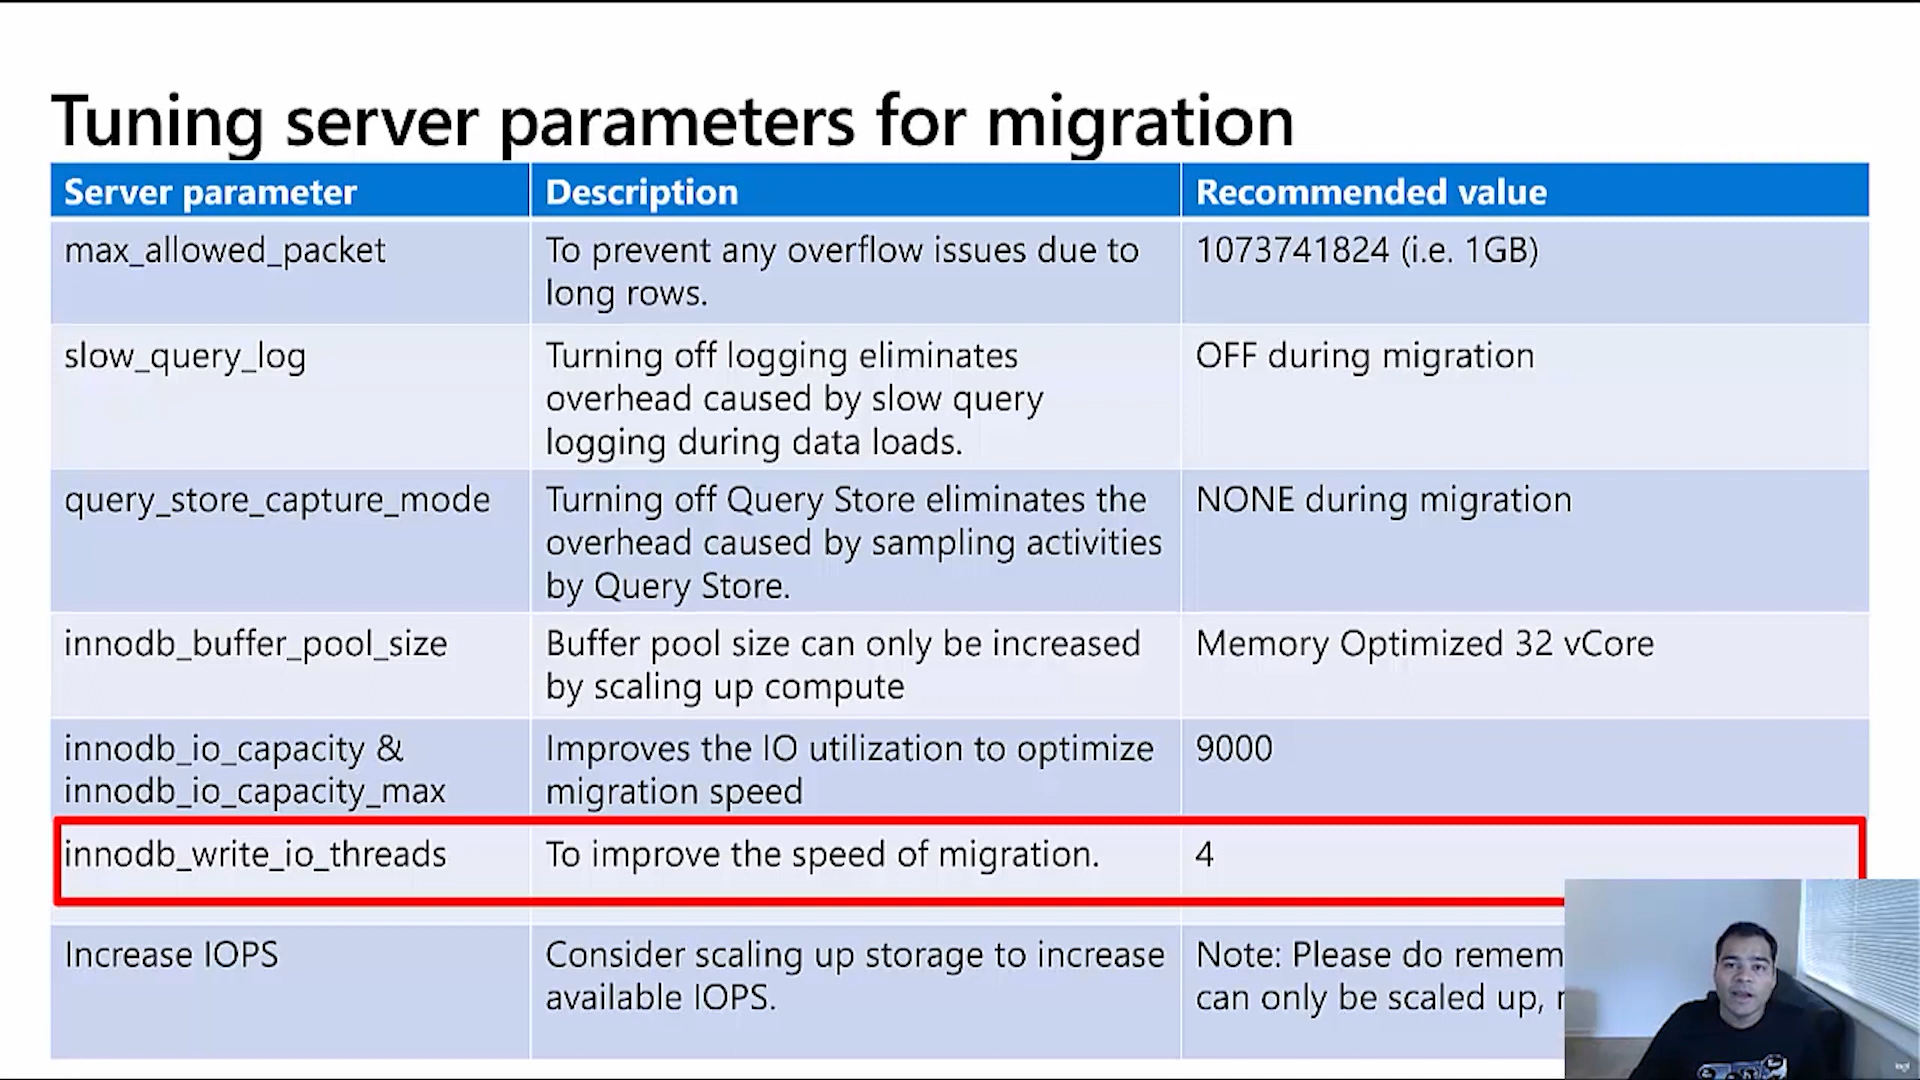 Tuning server parameters for migration
Server parameter
Description
Recommended value
max_allowed_packet
To prevent any overflow issues due to
long rows.
1073741824 (i.e. 1GB)
slow_query_log
Turning off logging eliminates
overhead caused by slow query
logging during data loads.
OFF during migration
query_store_capture_mode
Turning off Query Store eliminates the
overhead caused by sampling activities
by Query Store.
NONE during migration
innodb_buffer_pool_size
Buffer pool size can only be increased
by scaling up compute
Memory Optimized 32 vCore
innodb_io_capacity &
innodb_io_capacity_max
Improves the IO utilization to optimize
migration speed
9000
innodb_write_io_threads
To improve the speed of migration.
4
Increase IOPS
Consider scaling up storage to increase
available IOPS.
Note: Please do remem
can only be scaled up,